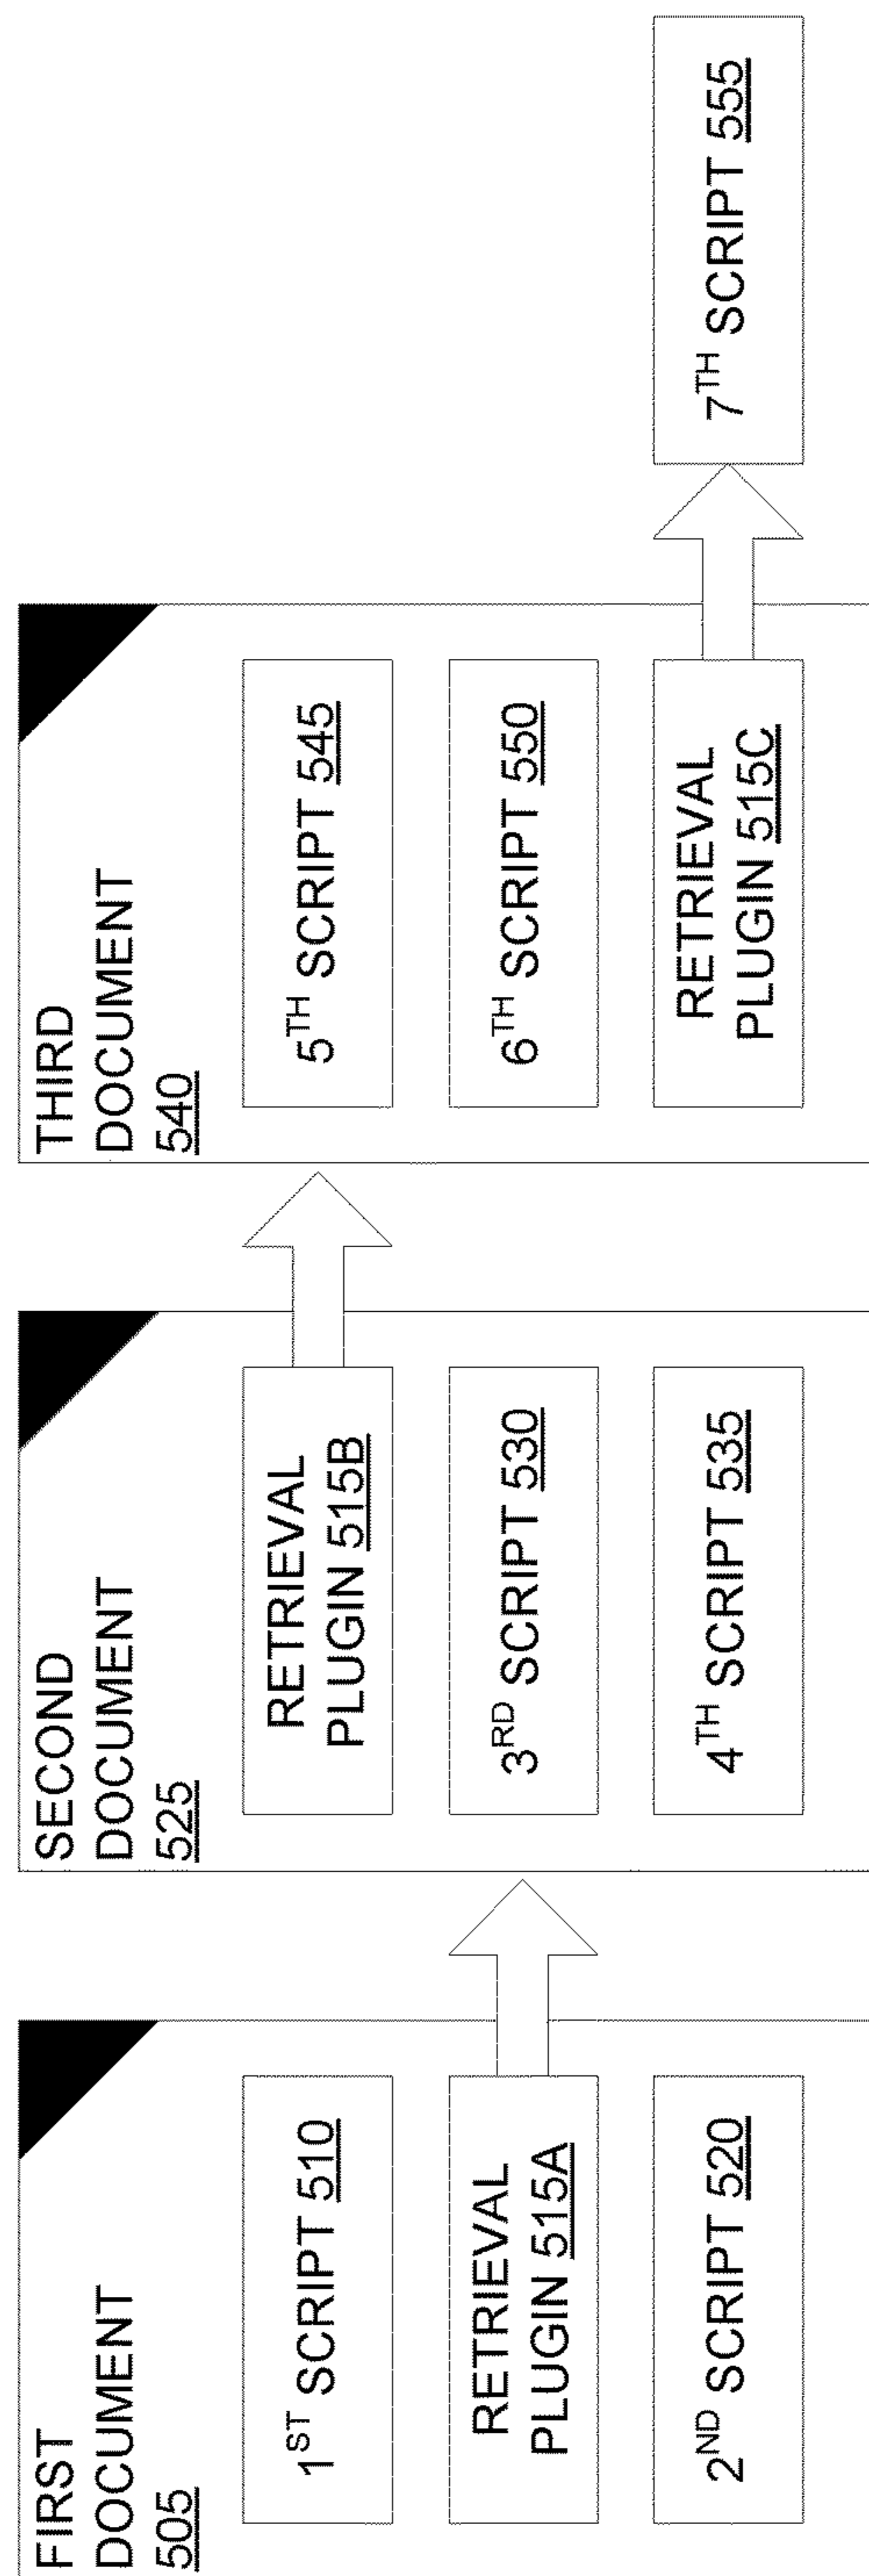 FIRST
DOCUMENT
505
1ST SCRIPT 510
RETRIEVAL
PLUGIN 515A
2ND SCRIPT 520
SECOND
DOCUMENT
525
RETRIEVAL
PLUGIN 515B
3RD SCRIPT 530
4TH SCRIPT 535
THIRD
DOCUMENT
540
5TH SCRIPT 545
6TH SCRIPT 550
RETRIEVAL
PLUGIN 515C
7TH SCRIPT 555